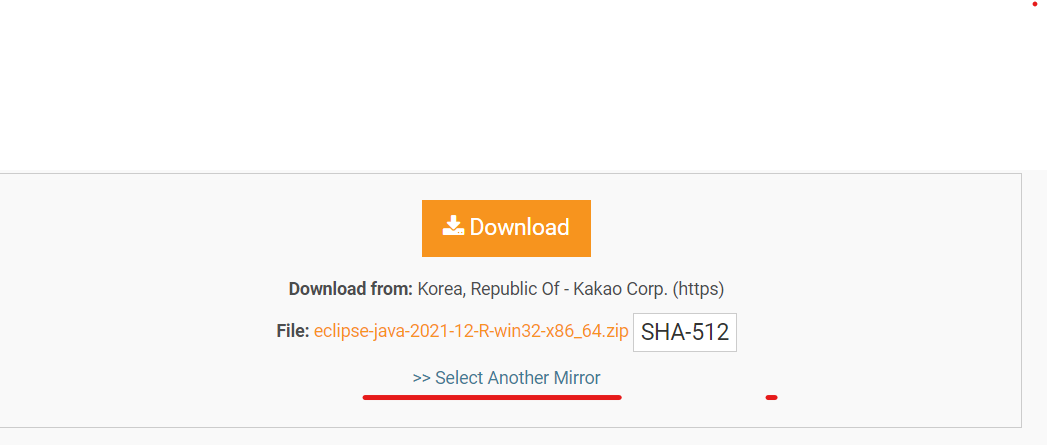 Download
Download from: Korea, Republic Of - Kakao Corp. (https)
File: eclipse-java-2021-12-R-win32-x86_64.zip SHA-512
>> Select Another Mirror